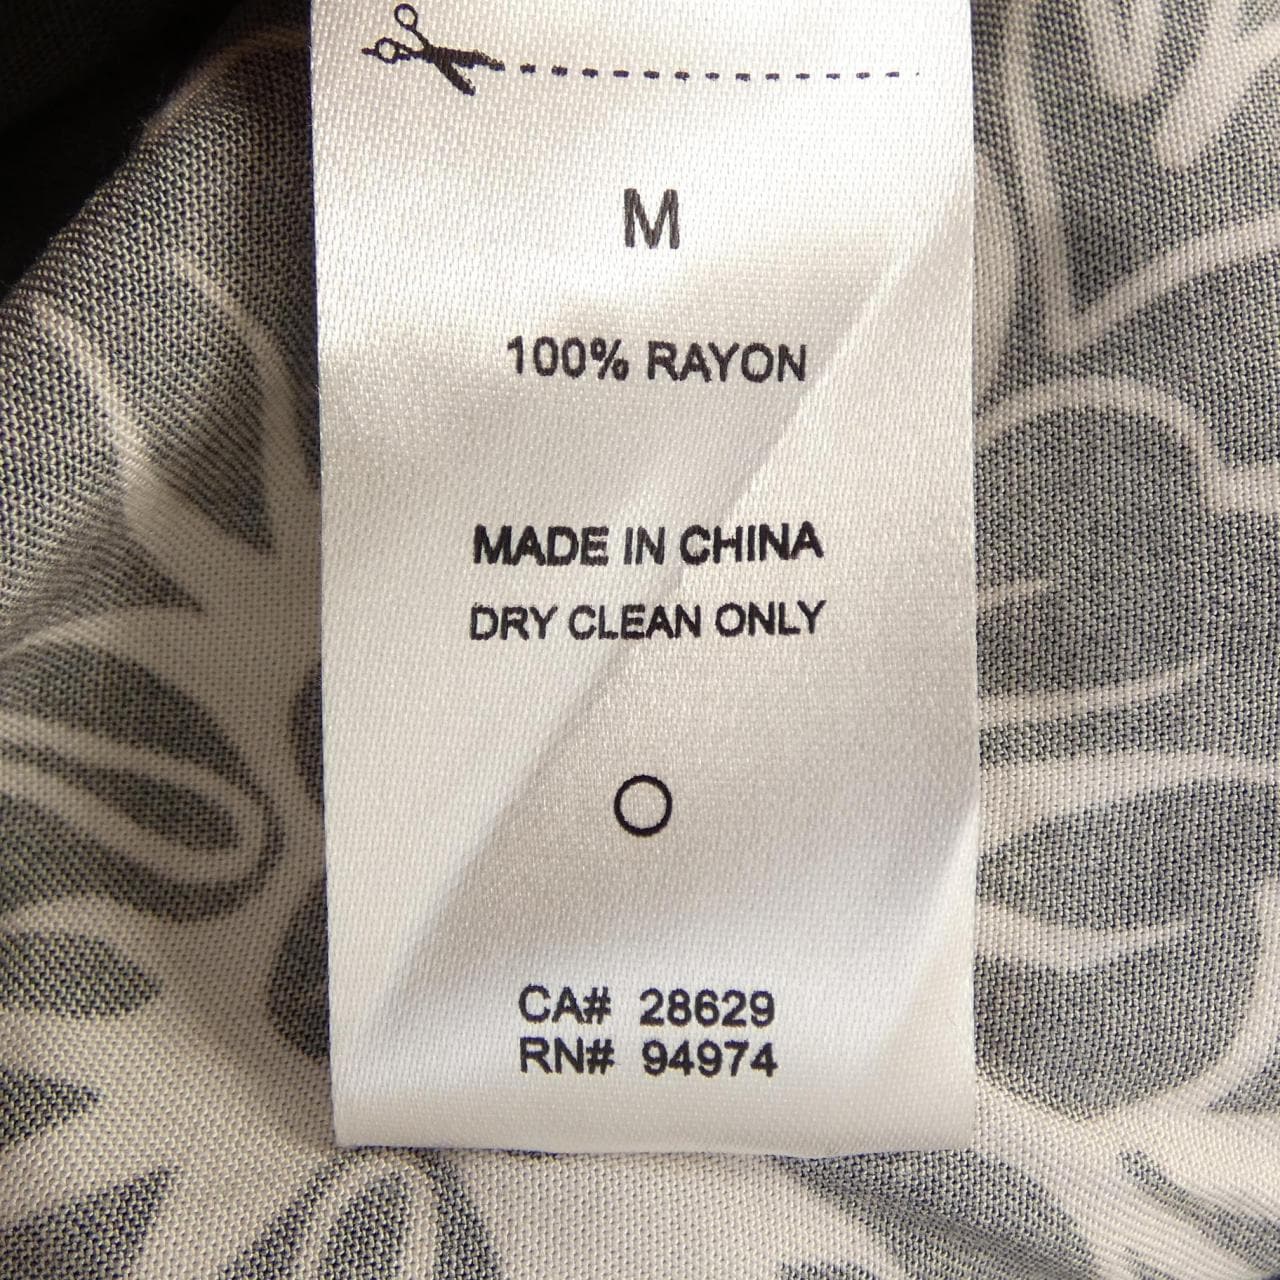 M
100% RAYON
MADE IN CHINA
DRY CLEAN ONLY
CA# 28629
RN# 94974